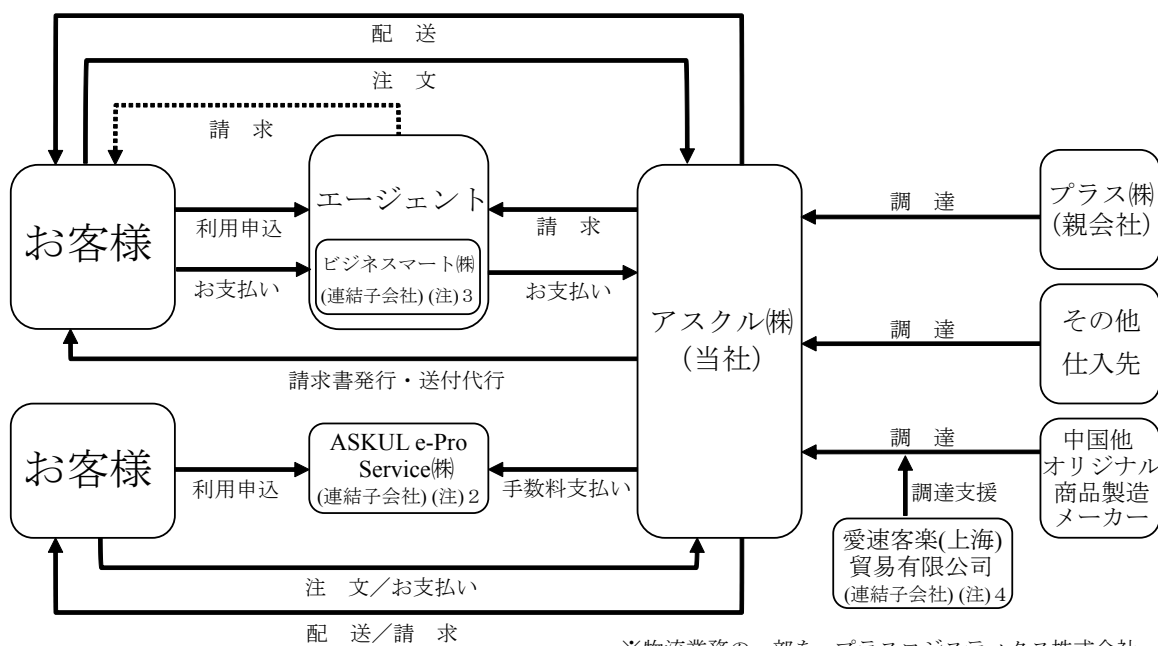 配　送
注　文
請　求
お客様
利用申込
お支払い
エージェント
ビジネスマート㈱
(連結子会社) (注) 3
請　求
お支払い
アスクル㈱
（当社）
調　達
プラス㈱
（親会社）
調　達
その他
仕入先
請求書発行・送付代行
お客様
利用申込
ASKUL e-Pro
Service㈱
(連結子会社) (注) 2
手数料支払い
調　達
調達支援
中国他
オリジナル
商品製造
メーカー
愛速客楽(上海)
貿易有限公司
(連結子会社) (注) 4
注　文／お支払い
配　送／請　求